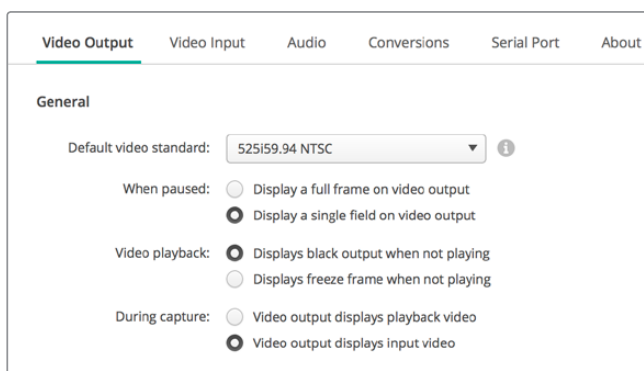 Video Output Video Input Audio Conversions Serial Port About
General
Default video standard: 525i59.94 NTSC
When paused: Display a full frame on video output
Display a single field on video output
Video playback: Displays black output when not playing
Displays freeze frame when not playing
During capture: Video output displays playback video
Video output displays input video